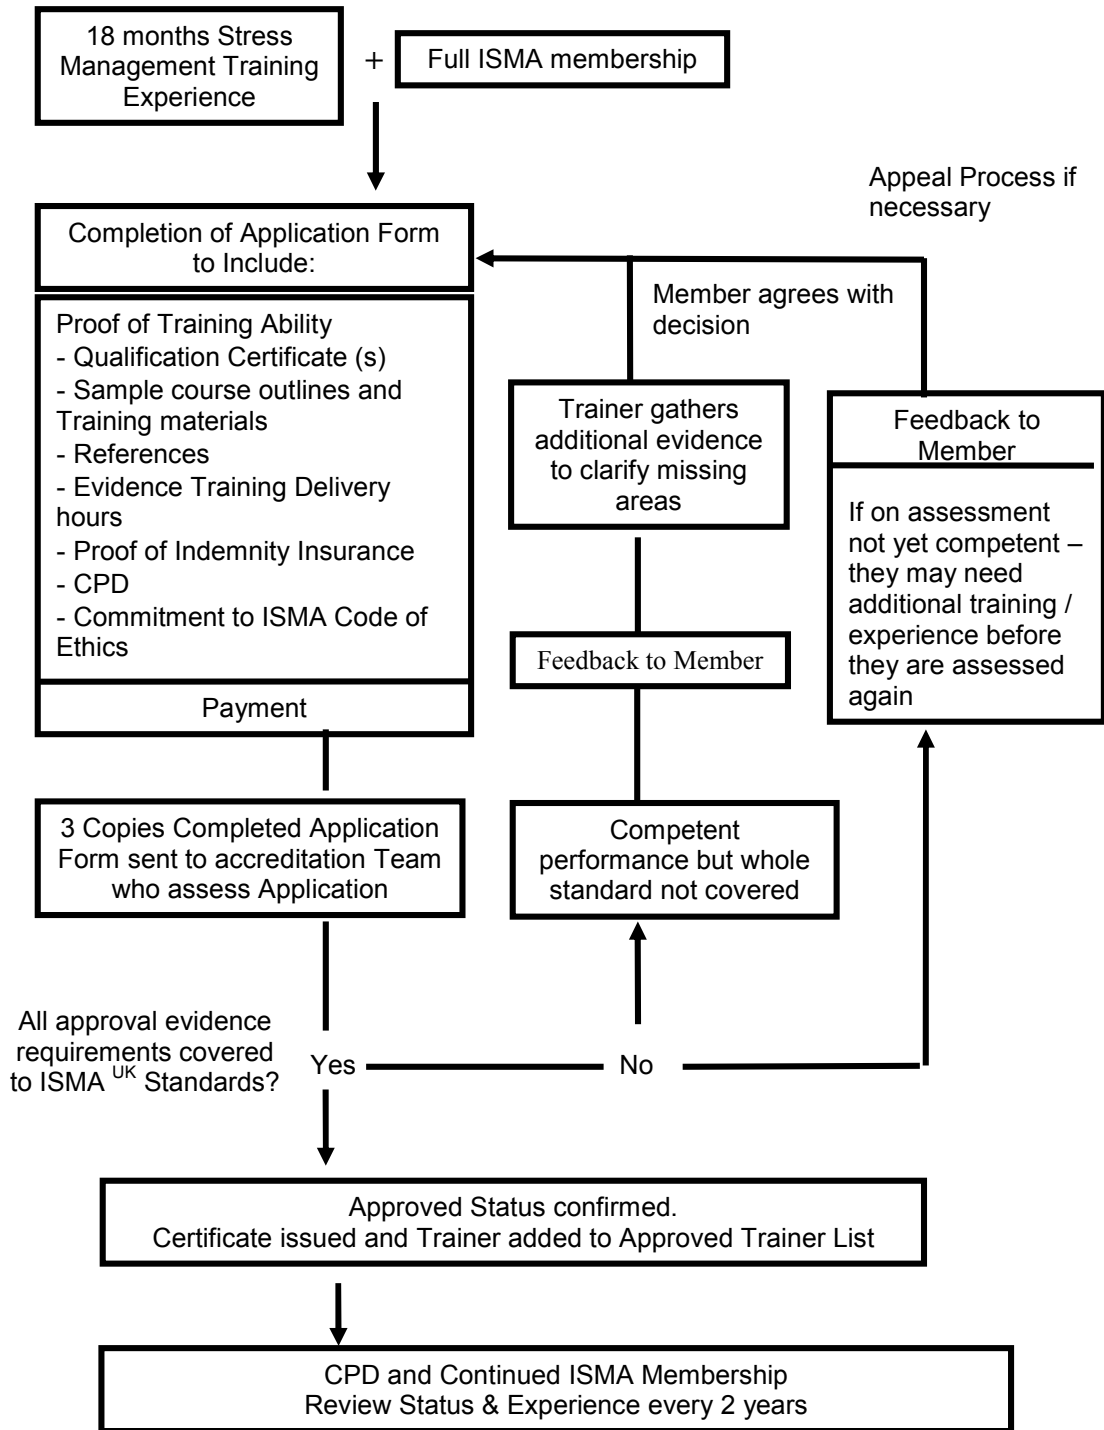 18 months Stress
Management Training
Experience
+
Full ISMA membership
Appeal Process if
necessary
Completion of Application Form
to Include:
Proof of Training Ability
- Qualification Certificate (s)
- Sample course outlines and
Training materials
- References
- Evidence Training Delivery
hours
- Proof of Indemnity Insurance
- CPD
- Commitment to ISMA Code of
Ethics
Payment
Member agrees with
decision
Trainer gathers
additional evidence
to clarify missing
areas
Feedback to
Member
If on assessment
not yet competent –
they may need
additional training /
experience before
they are assessed
again
Feedback to Member
3 Copies Completed Application
Form sent to accreditation Team
who assess Application
Competent
performance but whole
standard not covered
All approval evidence
requirements covered
to ISMA UK Standards?
Yes
No
Approved Status confirmed.
Certificate issued and Trainer added to Approved Trainer List
CPD and Continued ISMA Membership
Review Status & Experience every 2 years